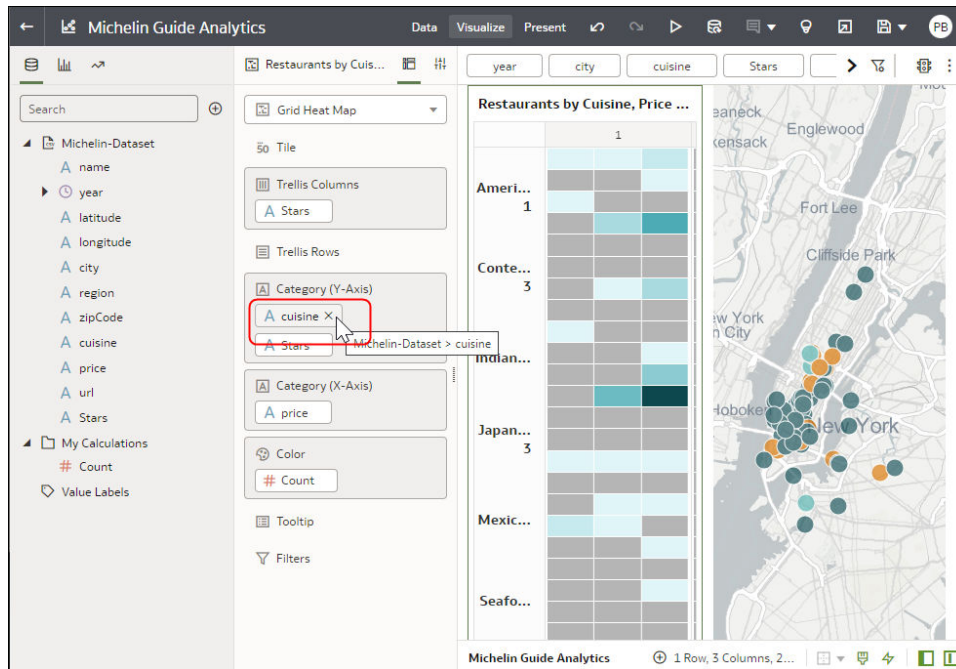 Michelin Guide Analytics
Data Visualize Present
PB
Restaurants by Cuis...
year city cuisine Stars
Search
Michelin-Dataset
name
year
latitude
longitude
city
region
zipCode
cuisine
price
url
Stars
My Calculations
Count
Value Labels
Grid Heat Map
Tile
Trellis Columns
A Stars
Trellis Rows
Category (Y-Axis)
A cuisine ×
A Stars
Michelin-Dataset > cuisine
Category (X-Axis)
A price
Color
# Count
Tooltip
Filters
Restaurants by Cuisine, Price ...
1
Ameri...
1
Conte...
3
Indian...
Japan...
3
Mexic...
Seafo...
Englewood
Fort Lee
Cliffside Park
New York
Michelin Guide Analytics
1 Row, 3 Columns, 2...